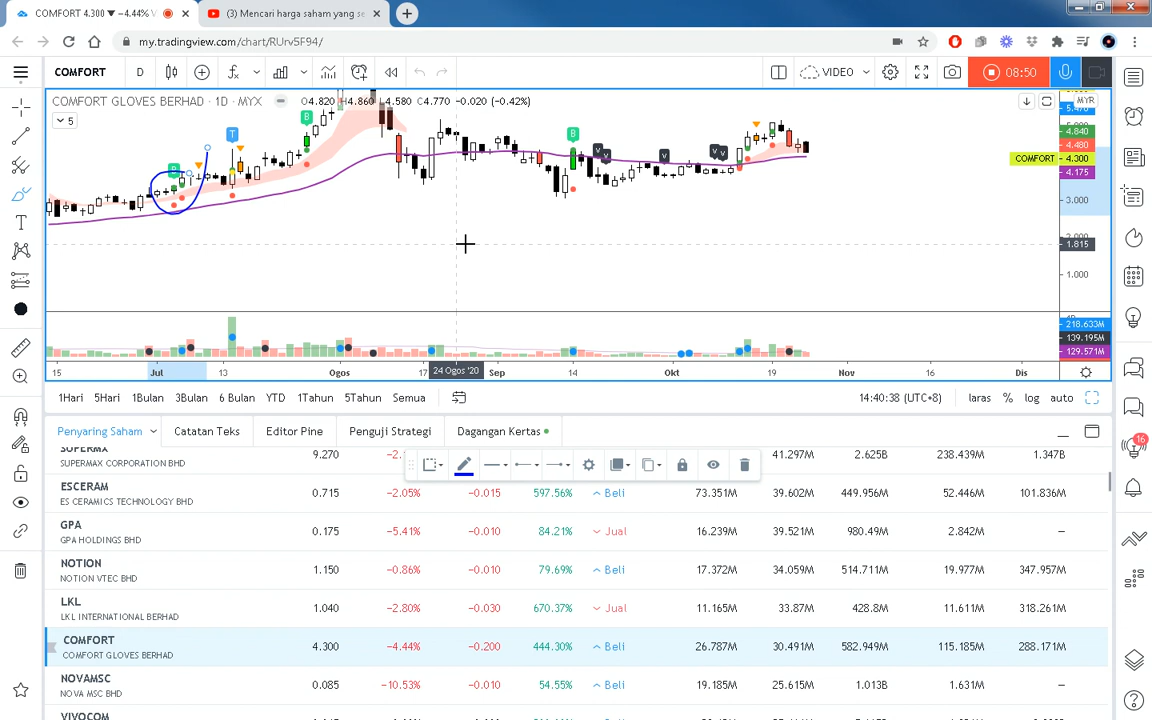 COMFORT 4.300 ▼ −4.44% V
(3) Mencari harga saham yang se
my.tradingview.com/chart/RUrv5F94/
COMFORT D VIDEO 08:50
COMFORT GLOVES BERHAD · 1D · MYX O4.820 H4.860 L4.580 C4.770 −0.020 (−0.42%)
MYR
5
4.840
4.480
COMFORT 4.300
4.175
3.000
1.815
1.000
B T B B V V V V V
218.633M
139.195M
129.571M
15 Jul 13 Ogos 17 24 Ogos '20 Sep 14 Okt 19 Nov 16 Dis
1Hari 5Hari 1Bulan 3Bulan 6 Bulan YTD 1Tahun 5Tahun Semua 14:40:38 (UTC+8) laras % log auto
Penyaring Saham Catatan Teks Editor Pine Penguji Strategi Dagangan Kertas
16
SUPERMX 9.270 41.297M 2.625B 238.439M 1.347B
SUPERMAX CORPORATION BHD
ESCERAM 0.715 −2.05% −0.015 597.56% Beli 73.351M 39.602M 449.956M 52.446M 101.836M
ES CERAMICS TECHNOLOGY BHD
GPA 0.175 −5.41% −0.010 84.21% Jual 16.239M 39.521M 980.49M 2.842M —
GPA HOLDINGS BHD
NOTION 1.150 −0.86% −0.010 79.69% Beli 17.372M 34.059M 514.711M 19.977M 347.957M
NOTION VTEC BHD
LKL 1.040 −2.80% −0.030 670.37% Jual 11.165M 33.87M 428.8M 11.611M 318.261M
LKL INTERNATIONAL BERHAD
COMFORT 4.300 −4.44% −0.200 444.30% Beli 26.787M 30.491M 582.949M 115.185M 288.171M
COMFORT GLOVES BERHAD
NOVAMSC 0.085 −10.53% −0.010 54.55% Beli 19.185M 25.615M 1.013B 1.631M —
NOVA MSC BHD
VIVOCOM